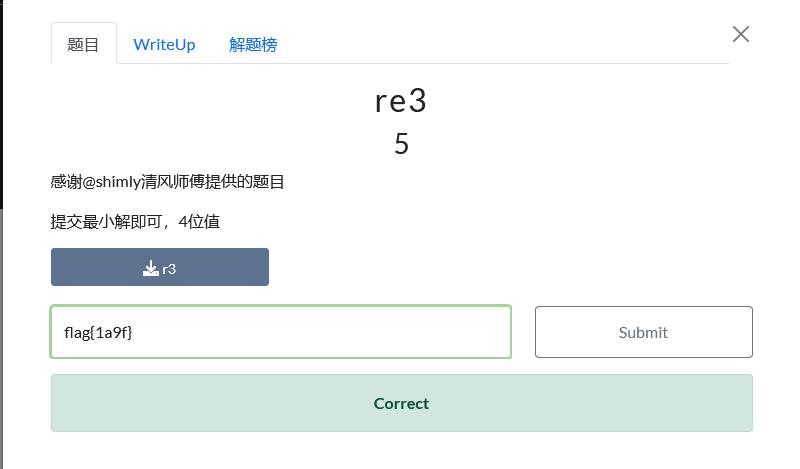 题目 WriteUp 解题榜
re3
5
感谢@shimly清风师傅提供的题目
提交最小解即可，4位值
r3
flag{1a9f} Submit
Correct